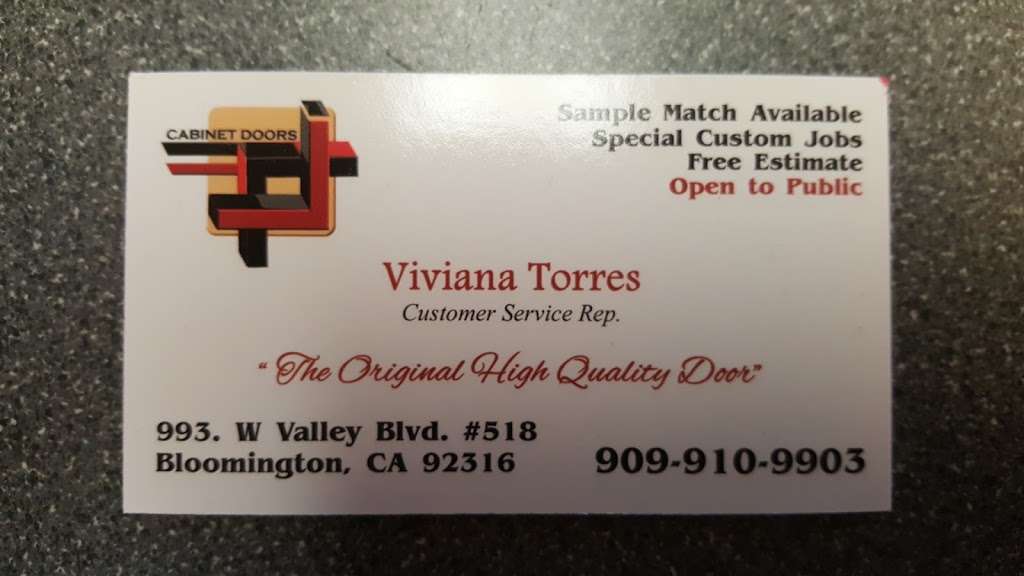 CABINET DOORS
Sample Match Available
Special Custom Jobs
Free Estimate
Open to Public
Viviana Torres
Customer Service Rep.
"The Original High Quality Door"
993. W Valley Blvd. #518
Bloomington, CA 92316
909-910-9903